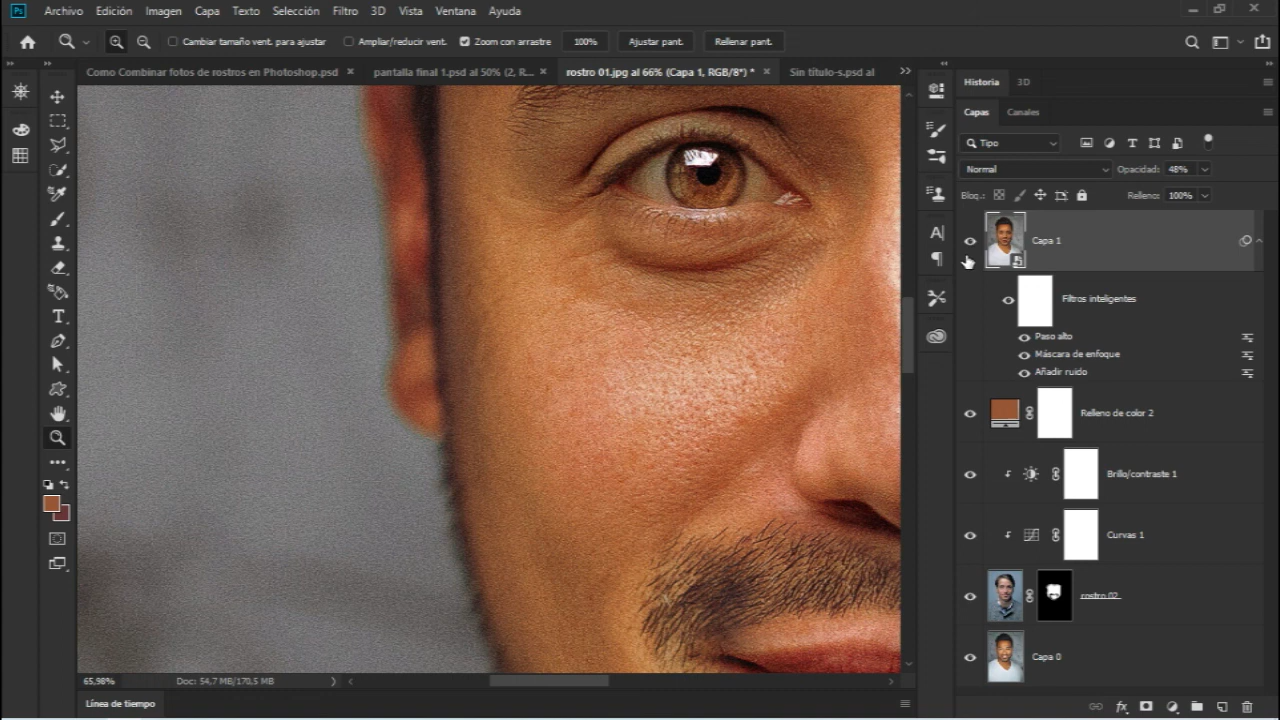 Ps Archivo Edición Imagen Capa Texto Selección Filtro 3D Vista Ventana Ayuda
Cambiar tamaño vent. para ajustar Ampliar/reducir vent. Zoom con arrastre 100% Ajustar pant. Rellenar pant.
Como Combinar fotos de rostros en Photoshop.psd × pantalla final 1.psd al 50% (2, R... × rostro 01.jpg al 66% (Capa 1, RGB/8*) * × Sin título-s.psd al
Historia 3D
Capas Canales
Tipo
Normal Opacidad: 48%
Bloq.: Relleno: 100%
Capa 1
Filtros inteligentes
Paso alto
Máscara de enfoque
Añadir ruido
Relleno de color 2
Brillo/contraste 1
Curvas 1
rostro 02
Capa 0
65,98% Doc: 54,7 MB/170,5 MB
Línea de tiempo